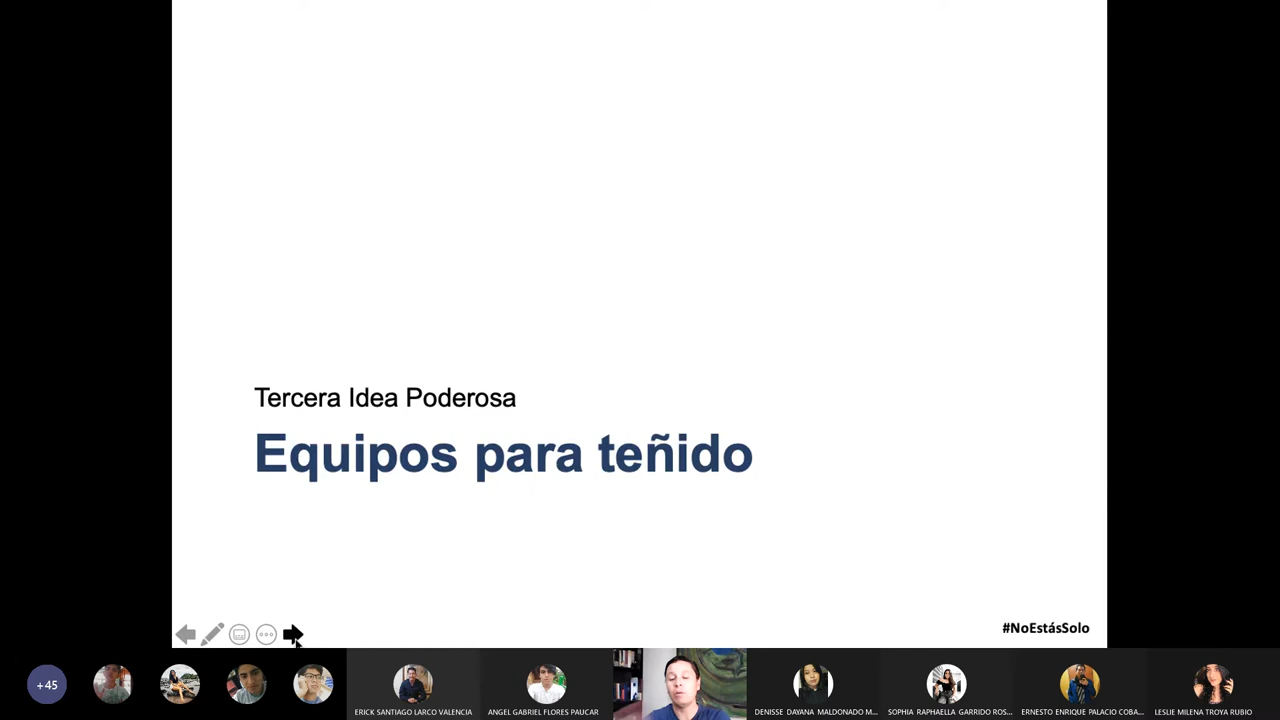 Tercera Idea Poderosa
Equipos para teñido
#NoEstásSolo
+45
ERICK SANTIAGO LARCO VALENCIA
ANGEL GABRIEL FLORES PAUCAR
DENISSE DAYANA MALDONADO M...
SOPHIA RAPHAELLA GARRIDO ROS...
ERNESTO ENRIQUE PALACIO COBA...
LESLIE MILENA TROYA RUBIO